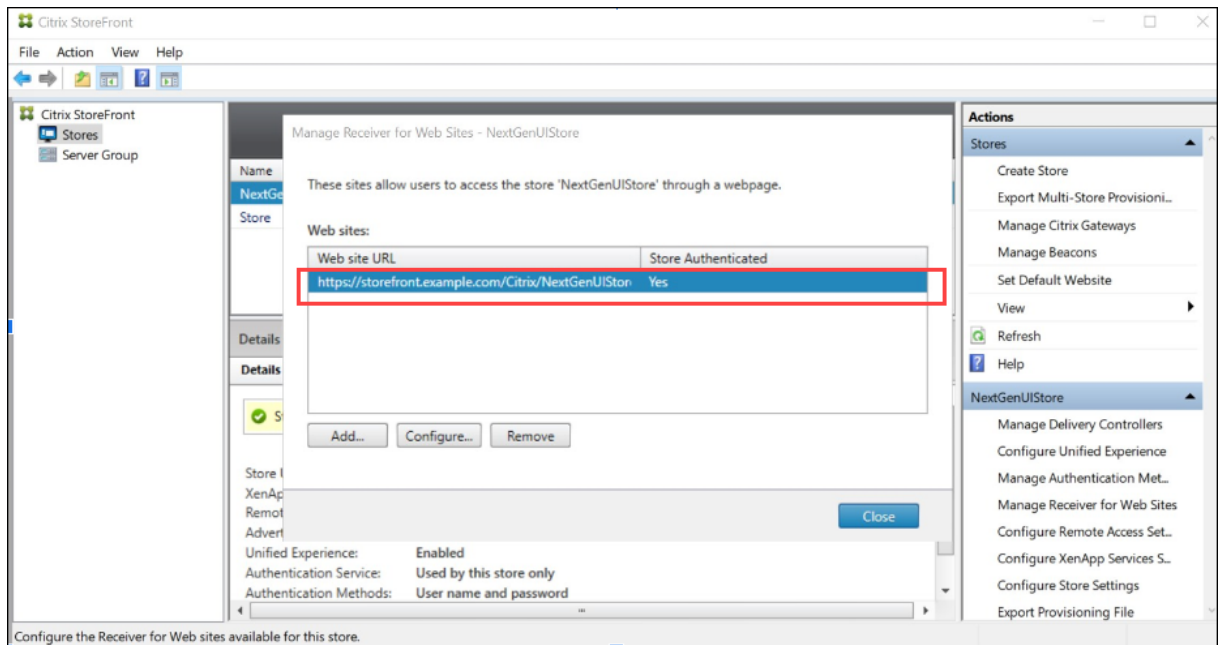 Citrix StoreFront
File Action View Help
Citrix StoreFront
Stores
Server Group
Name
NextGe
Store
Details
Details
S
Store U
XenAp
Remot
Advert
Unified Experience: Enabled
Authentication Service: Used by this store only
Authentication Methods: User name and password
Manage Receiver for Web Sites - NextGenUIStore
These sites allow users to access the store 'NextGenUIStore' through a webpage.
Web sites:
Web site URL Store Authenticated
https://storefront.example.com/Citrix/NextGenUIStor Yes
Add... Configure... Remove
Close
Actions
Stores
Create Store
Export Multi-Store Provisioni...
Manage Citrix Gateways
Manage Beacons
Set Default Website
View
Refresh
Help
NextGenUIStore
Manage Delivery Controllers
Configure Unified Experience
Manage Authentication Met...
Manage Receiver for Web Sites
Configure Remote Access Set...
Configure XenApp Services S...
Configure Store Settings
Export Provisioning File
Configure the Receiver for Web sites available for this store.